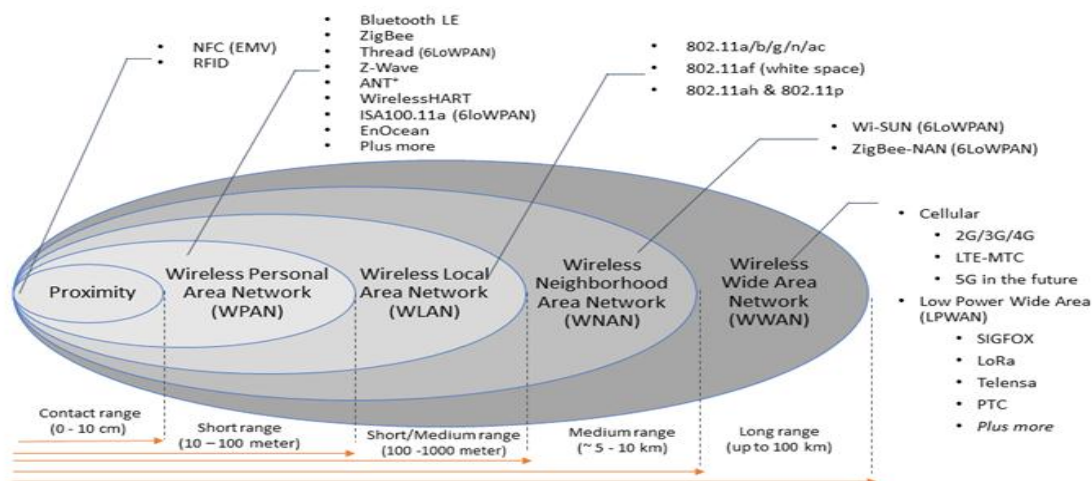 • NFC (EMV)
• RFID
• Bluetooth LE
• ZigBee
• Thread (6LoWPAN)
• Z-Wave
• ANT⁺
• WirelessHART
• ISA100.11a (6loWPAN)
• EnOcean
• Plus more
• 802.11a/b/g/n/ac
• 802.11af (white space)
• 802.11ah & 802.11p
• Wi-SUN (6LoWPAN)
• ZigBee-NAN (6LoWPAN)
• Cellular
• 2G/3G/4G
• LTE-MTC
• 5G in the future
• Low Power Wide Area
(LPWAN)
• SIGFOX
• LoRa
• Telensa
• PTC
• Plus more
Proximity
Wireless Personal
Area Network
(WPAN)
Wireless Local
Area Network
(WLAN)
Wireless
Neighborhood
Area Network
(WNAN)
Wireless
Wide Area
Network
(WWAN)
Contact range
(0 - 10 cm)
Short range
(10 – 100 meter)
Short/Medium range
(100 -1000 meter)
Medium range
(~ 5 - 10 km)
Long range
(up to 100 km)